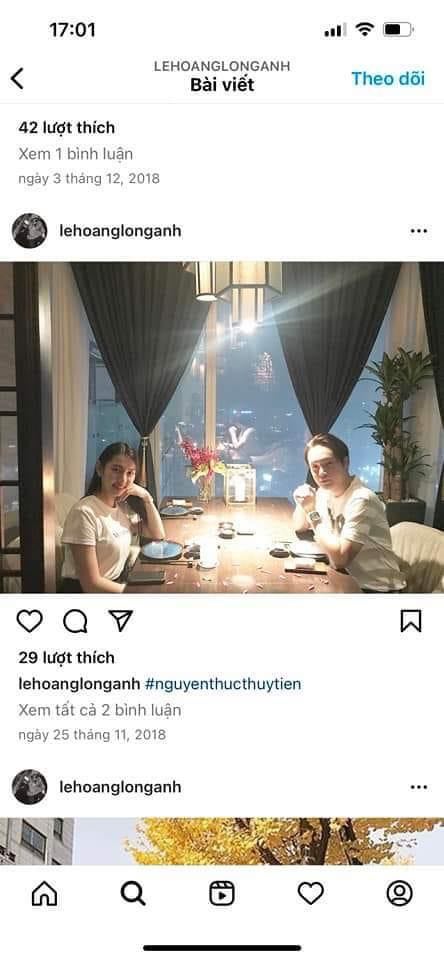 17:01
LEHOANGLONGANH
Bài viết
Theo dõi
42 lượt thích
Xem 1 bình luận
ngày 3 tháng 12, 2018
lehoanglonganh
29 lượt thích
lehoanglonganh #nguyenthucthuytien
Xem tất cả 2 bình luận
ngày 25 tháng 11, 2018
lehoanglonganh